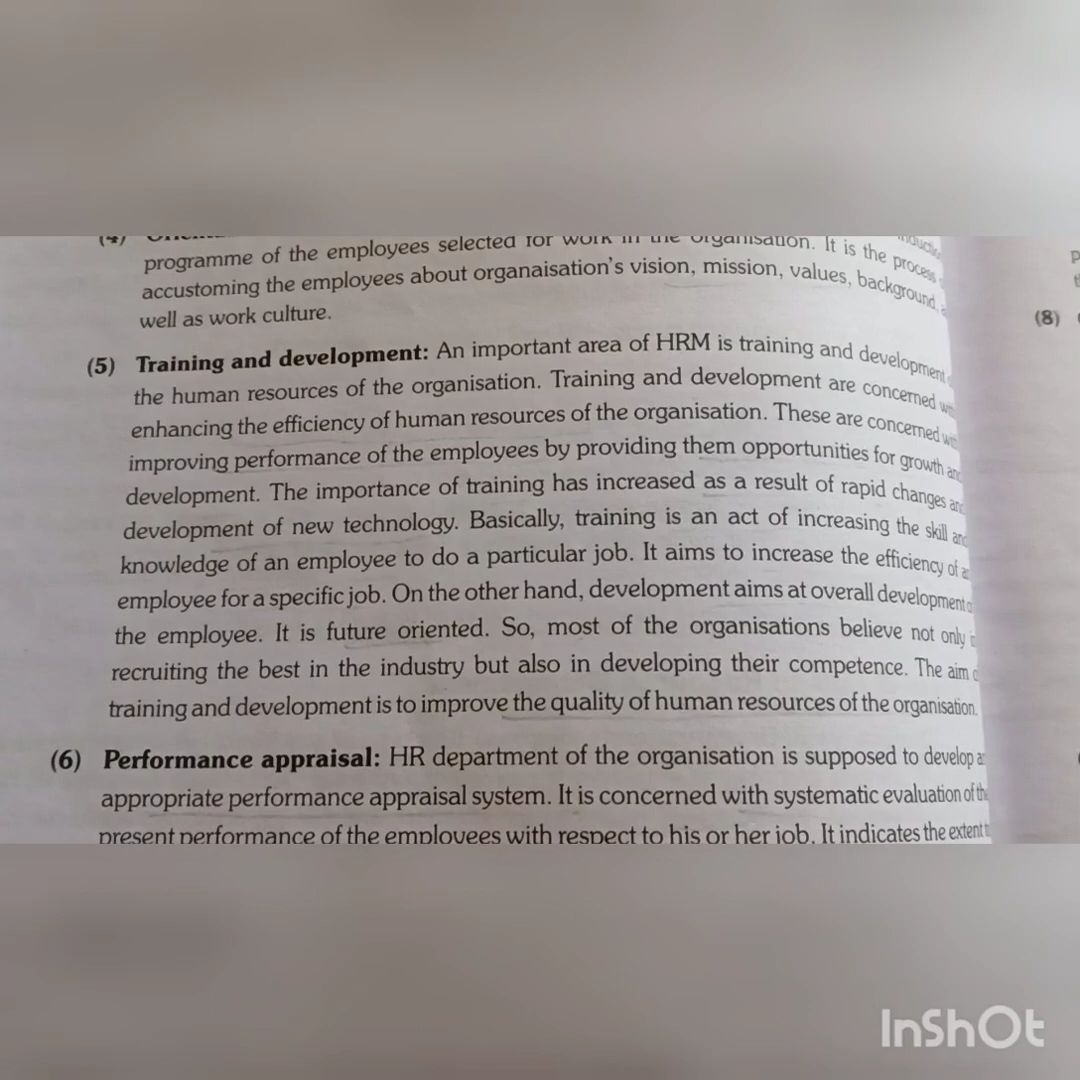 (4)
programme of the employees selected for work in the organisation. It is the process
accustoming the employees about organaisation's vision, mission, values, background,
well as work culture.
(5) Training and development: An important area of HRM is training and development
the human resources of the organisation. Training and development are concerned
enhancing the efficiency of human resources of the organisation. These are concerned
improving performance of the employees by providing them opportunities for growth
development. The importance of training has increased as a result of rapid changes
development of new technology. Basically, training is an act of increasing the skill
knowledge of an employee to do a particular job. It aims to increase the efficiency of
employee for a specific job. On the other hand, development aims at overall development
the employee. It is future oriented. So, most of the organisations believe not only
recruiting the best in the industry but also in developing their competence. The aim
training and development is to improve the quality of human resources of the organisation.
(6) Performance appraisal: HR department of the organisation is supposed to develop
appropriate performance appraisal system. It is concerned with systematic evaluation of
present performance of the employees with respect to his or her job. It indicates the extent
(8)
InShOt